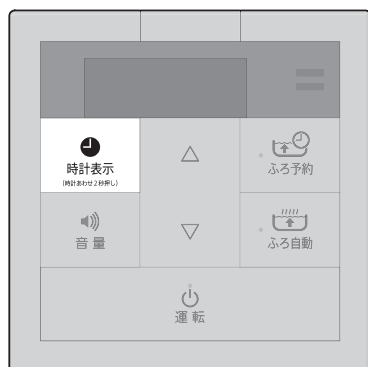 時計表示
(時計あわせ2秒押し)
ふろ予約
音量
ふろ自動
運転